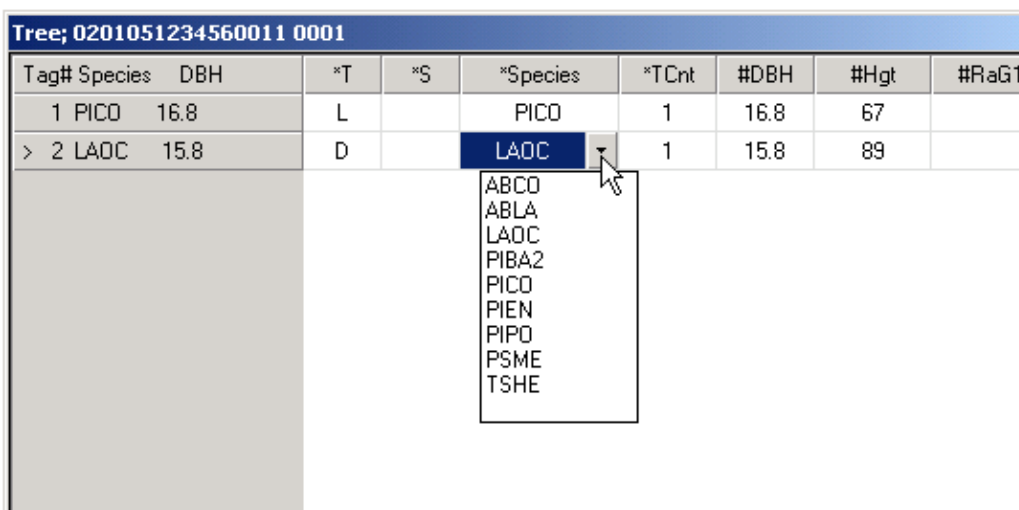 Tree; 0201051234560011 0001
Tag# Species DBH *T *S *Species *TCnt #DBH #Hgt #RaG1
1 PICO 16.8 L PICO 1 16.8 67
> 2 LAOC 15.8 D LAOC 1 15.8 89
ABCO
ABLA
LAOC
PIBA2
PICO
PIEN
PIPO
PSME
TSHE